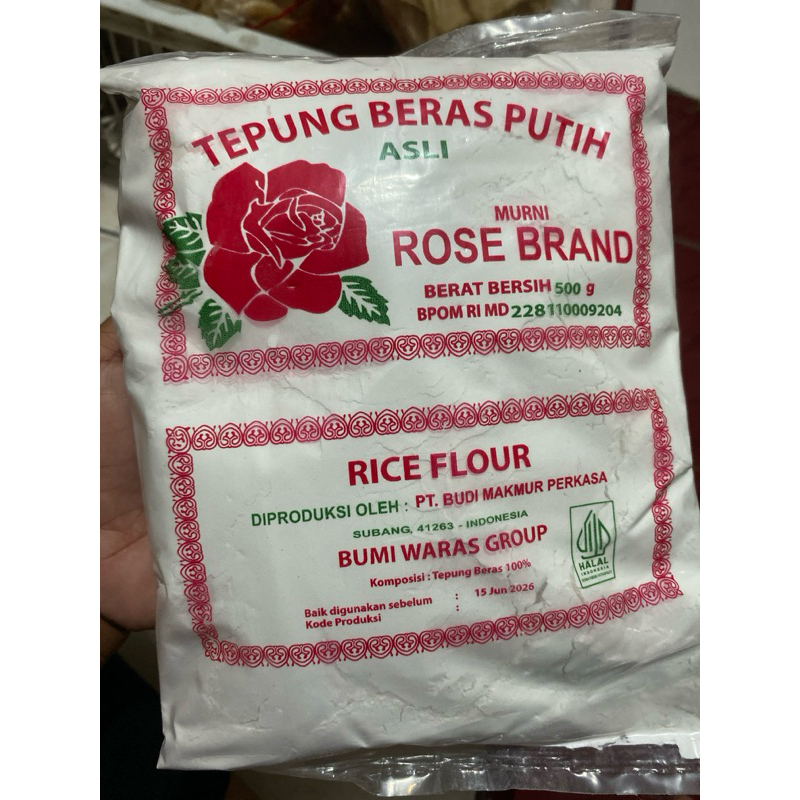 TEPUNG BERAS PUTIH
ASLI
MURNI
ROSE BRAND
BERAT BERSIH 500 g
BPOM RI MD 228110009204
RICE FLOUR
DIPRODUKSI OLEH : PT. BUDI MAKMUR PERKASA
SUBANG, 41263 - INDONESIA
BUMI WARAS GROUP
Komposisi : Tepung Beras 100%
Baik digunakan sebelum : 15 Jun 2026
Kode Produksi :
HALAL
INDONESIA